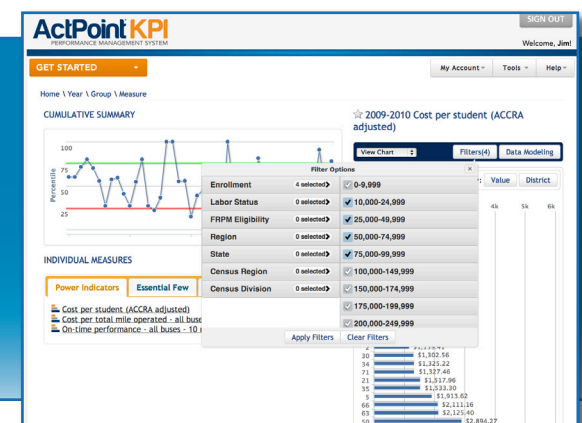 ActPoint KPI
PERFORMANCE MANAGEMENT SYSTEM
SIGN OUT
Welcome, Jim!
GET STARTED
My Account
Tools
Help
Home \ Year \ Group \ Measure
CUMULATIVE SUMMARY
☆ 2009-2010 Cost per student (ACCRA
adjusted)
View Chart
Filters(4)
Data Modeling
Value
District
4k 5k 6k
Percentile
100
75
50
25
Filter Options
×
Enrollment 4 selected
Labor Status 0 selected
FRPM Eligibility 0 selected
Region 0 selected
State 0 selected
Census Region 0 selected
Census Division 0 selected
0-9,999
10,000-24,999
25,000-49,999
50,000-74,999
75,000-99,999
100,000-149,999
150,000-174,999
175,000-199,999
200,000-249,999
Apply Filters
Clear Filters
INDIVIDUAL MEASURES
Power Indicators
Essential Few
Cost per student (ACCRA adjusted)
Cost per total mile operated - all buse
On-time performance - all buses - 10
30 $1,302.56
34 $1,325.22
71 $1,327.46
21 $1,517.96
35 $1,533.30
5 $1,913.62
66 $2,111.16
63 $2,125.40
50 $2,894.27